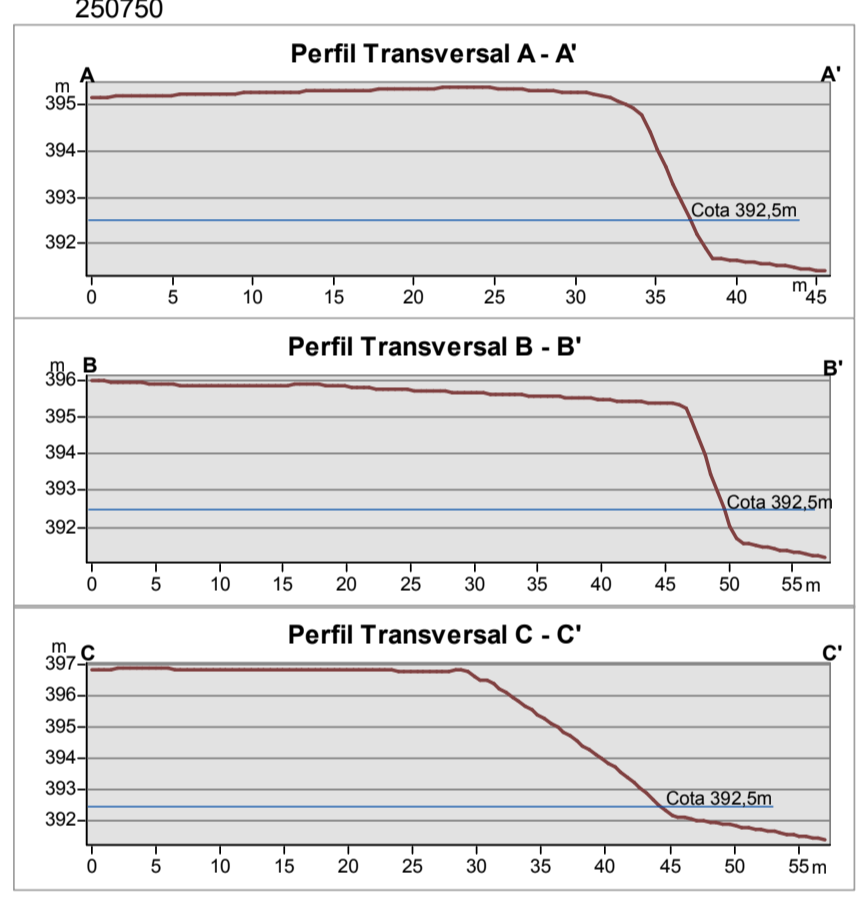 250750
Perfil Transversal A - A'
A
A'
m
395
394
393
Cota 392,5m
392
0 5 10 15 20 25 30 35 40 m 45
Perfil Transversal B - B'
m B
B'
396
395
394
393
Cota 392,5m
392
0 5 10 15 20 25 30 35 40 45 50 55 m
Perfil Transversal C - C'
m C
C'
397
396
395
394
393
Cota 392,5m
392
0 5 10 15 20 25 30 35 40 45 50 55 m